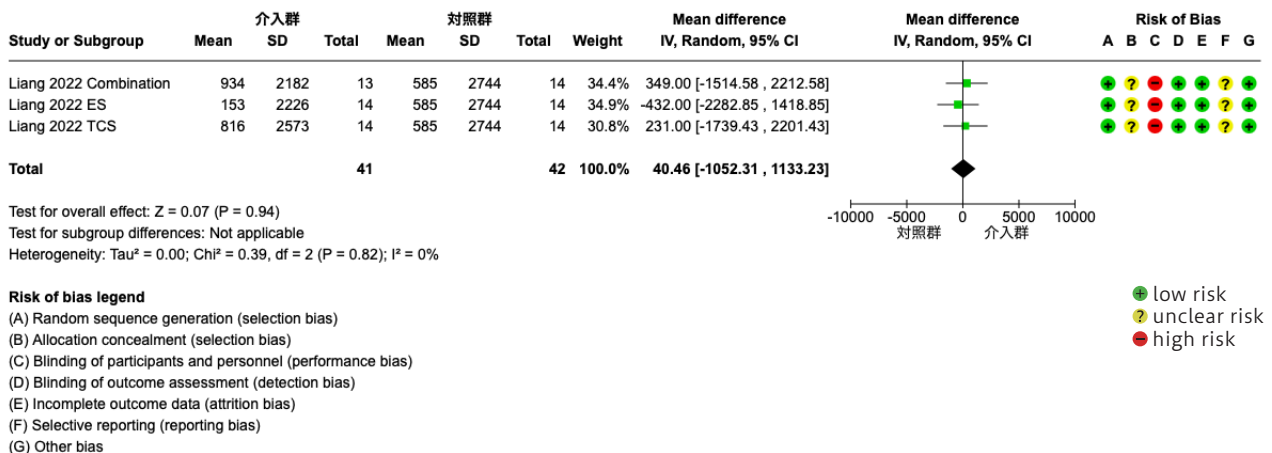 介入群 対照群 Mean difference Mean difference Risk of Bias
Study or Subgroup Mean SD Total Mean SD Total Weight IV, Random, 95% CI IV, Random, 95% CI A B C D E F G
Liang 2022 Combination 934 2182 13 585 2744 14 34.4% 349.00 [-1514.58 , 2212.58] + ? − + + ? +
Liang 2022 ES 153 2226 14 585 2744 14 34.9% -432.00 [-2282.85 , 1418.85] + ? − + + ? +
Liang 2022 TCS 816 2573 14 585 2744 14 30.8% 231.00 [-1739.43 , 2201.43] + ? − + + ? +
Total 41 42 100.0% 40.46 [-1052.31 , 1133.23]
Test for overall effect: Z = 0.07 (P = 0.94)
Test for subgroup differences: Not applicable
Heterogeneity: Tau² = 0.00; Chi² = 0.39, df = 2 (P = 0.82); I² = 0%
-10000 -5000 0 5000 10000
対照群 介入群
Risk of bias legend
(A) Random sequence generation (selection bias)
(B) Allocation concealment (selection bias)
(C) Blinding of participants and personnel (performance bias)
(D) Blinding of outcome assessment (detection bias)
(E) Incomplete outcome data (attrition bias)
(F) Selective reporting (reporting bias)
(G) Other bias
+ low risk
? unclear risk
− high risk